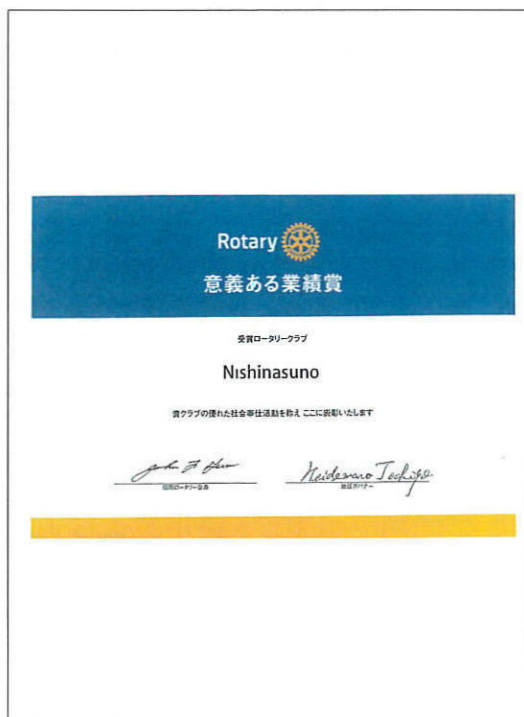 Rotary
意義ある業績賞
受賞ロータリークラブ
Nishinasuno
貴クラブの優れた社会奉仕活動を称え ここに表彰いたします
国際ロータリー会長
地区ガバナー